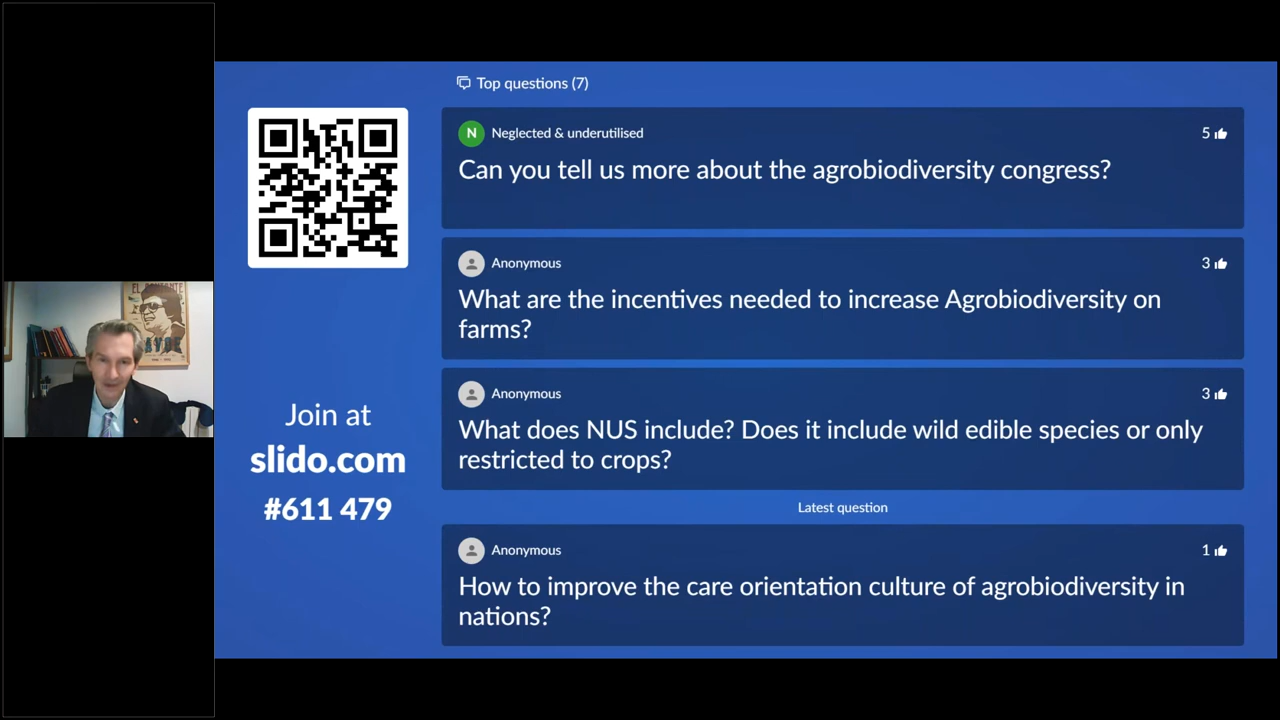 Top questions (7)
N Neglected & underutilised 5
Can you tell us more about the agrobiodiversity congress?
Anonymous 3
What are the incentives needed to increase Agrobiodiversity on
farms?
Anonymous 3
What does NUS include? Does it include wild edible species or only
restricted to crops?
Latest question
Anonymous 1
How to improve the care orientation culture of agrobiodiversity in
nations?
Join at
slido.com
#611 479